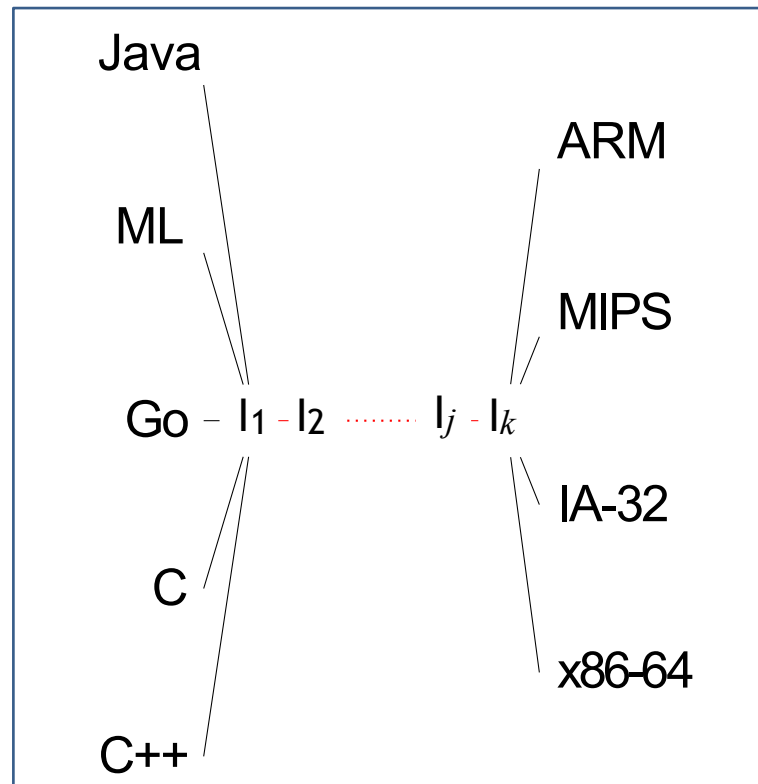 Java
ARM
ML
MIPS
Go I1 I2 Ij Ik
IA-32
C
x86-64
C++